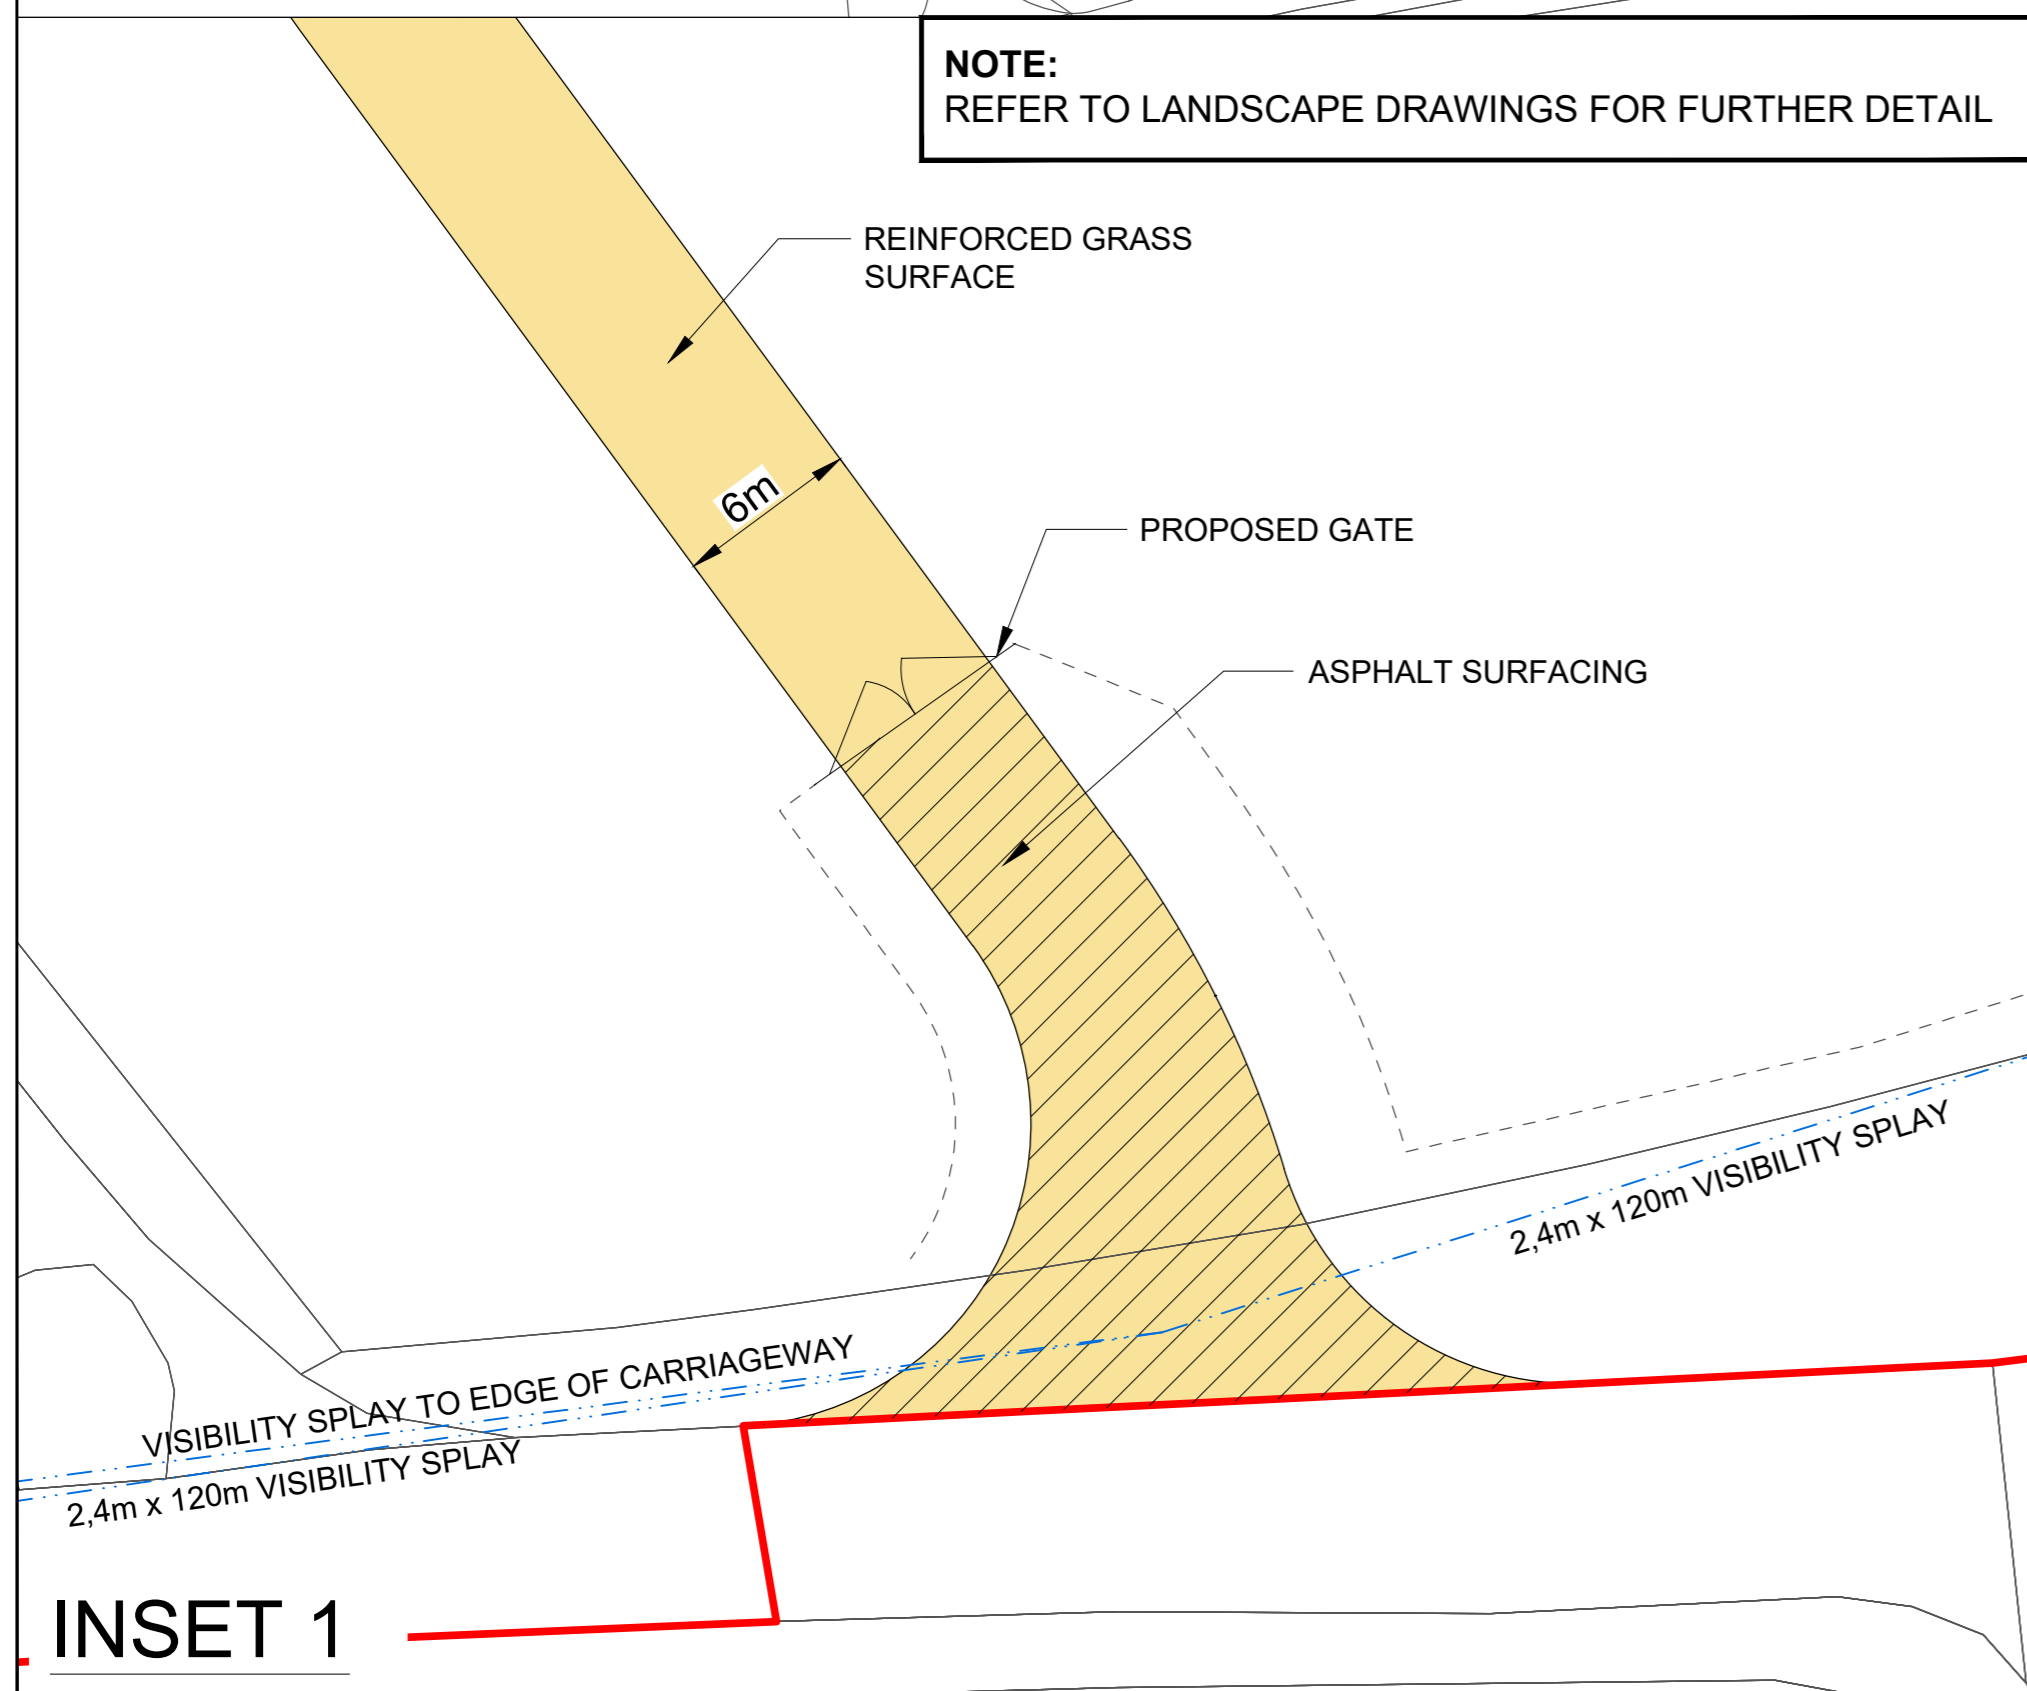 NOTE:
REFER TO LANDSCAPE DRAWINGS FOR FURTHER DETAIL
REINFORCED GRASS
SURFACE
6m
PROPOSED GATE
ASPHALT SURFACING
2,4m x 120m VISIBILITY SPLAY
VISIBILITY SPLAY TO EDGE OF CARRIAGEWAY
2,4m x 120m VISIBILITY SPLAY
INSET 1